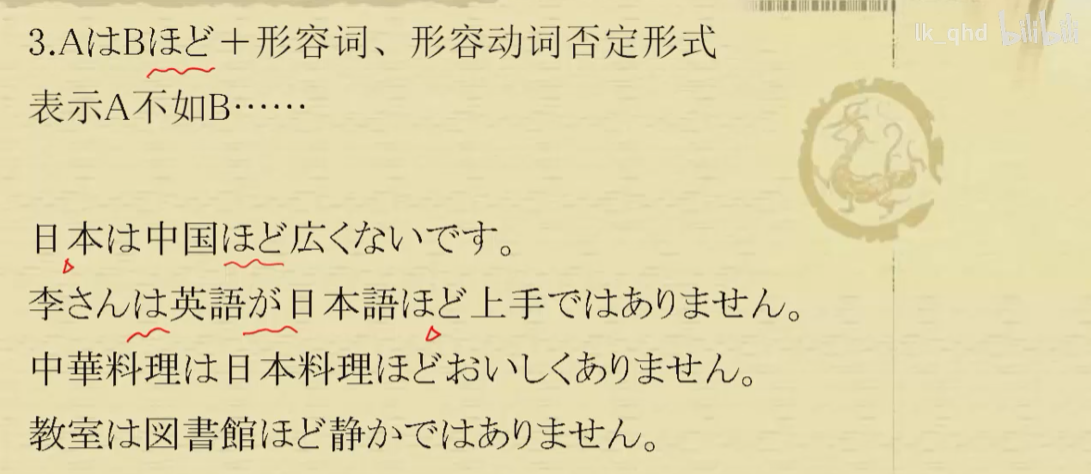 lk_qhd bilibili
3.AはBほど＋形容词、形容动词否定形式
表示A不如B……
日本は中国ほど広くないです。
李さんは英語が日本語ほど上手ではありません。
中華料理は日本料理ほどおいしくありません。
教室は図書館ほど静かではありません。